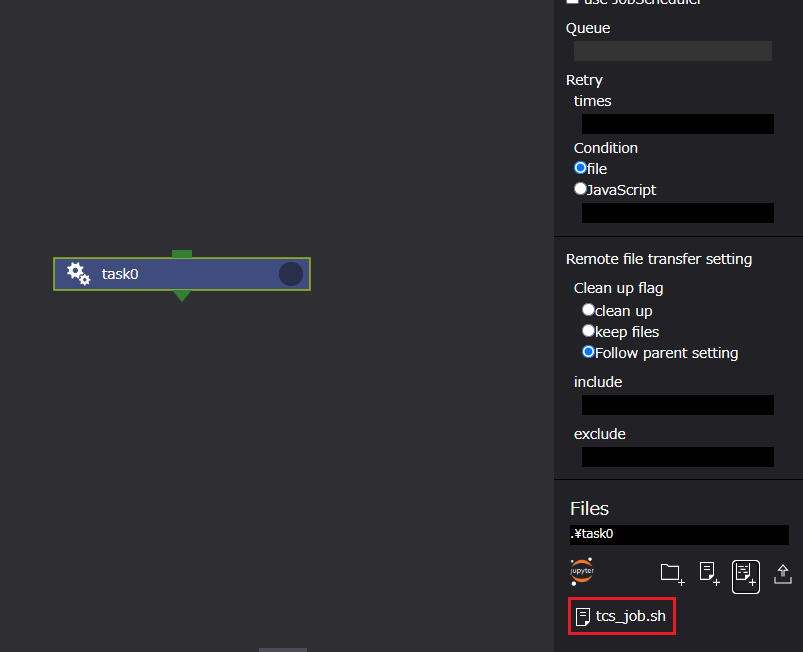 use JobScheduler
Queue
Retry
times
Condition
file
JavaScript
task0
Remote file transfer setting
Clean up flag
clean up
keep files
Follow parent setting
include
exclude
Files
.¥task0
jupyter
tcs_job.sh